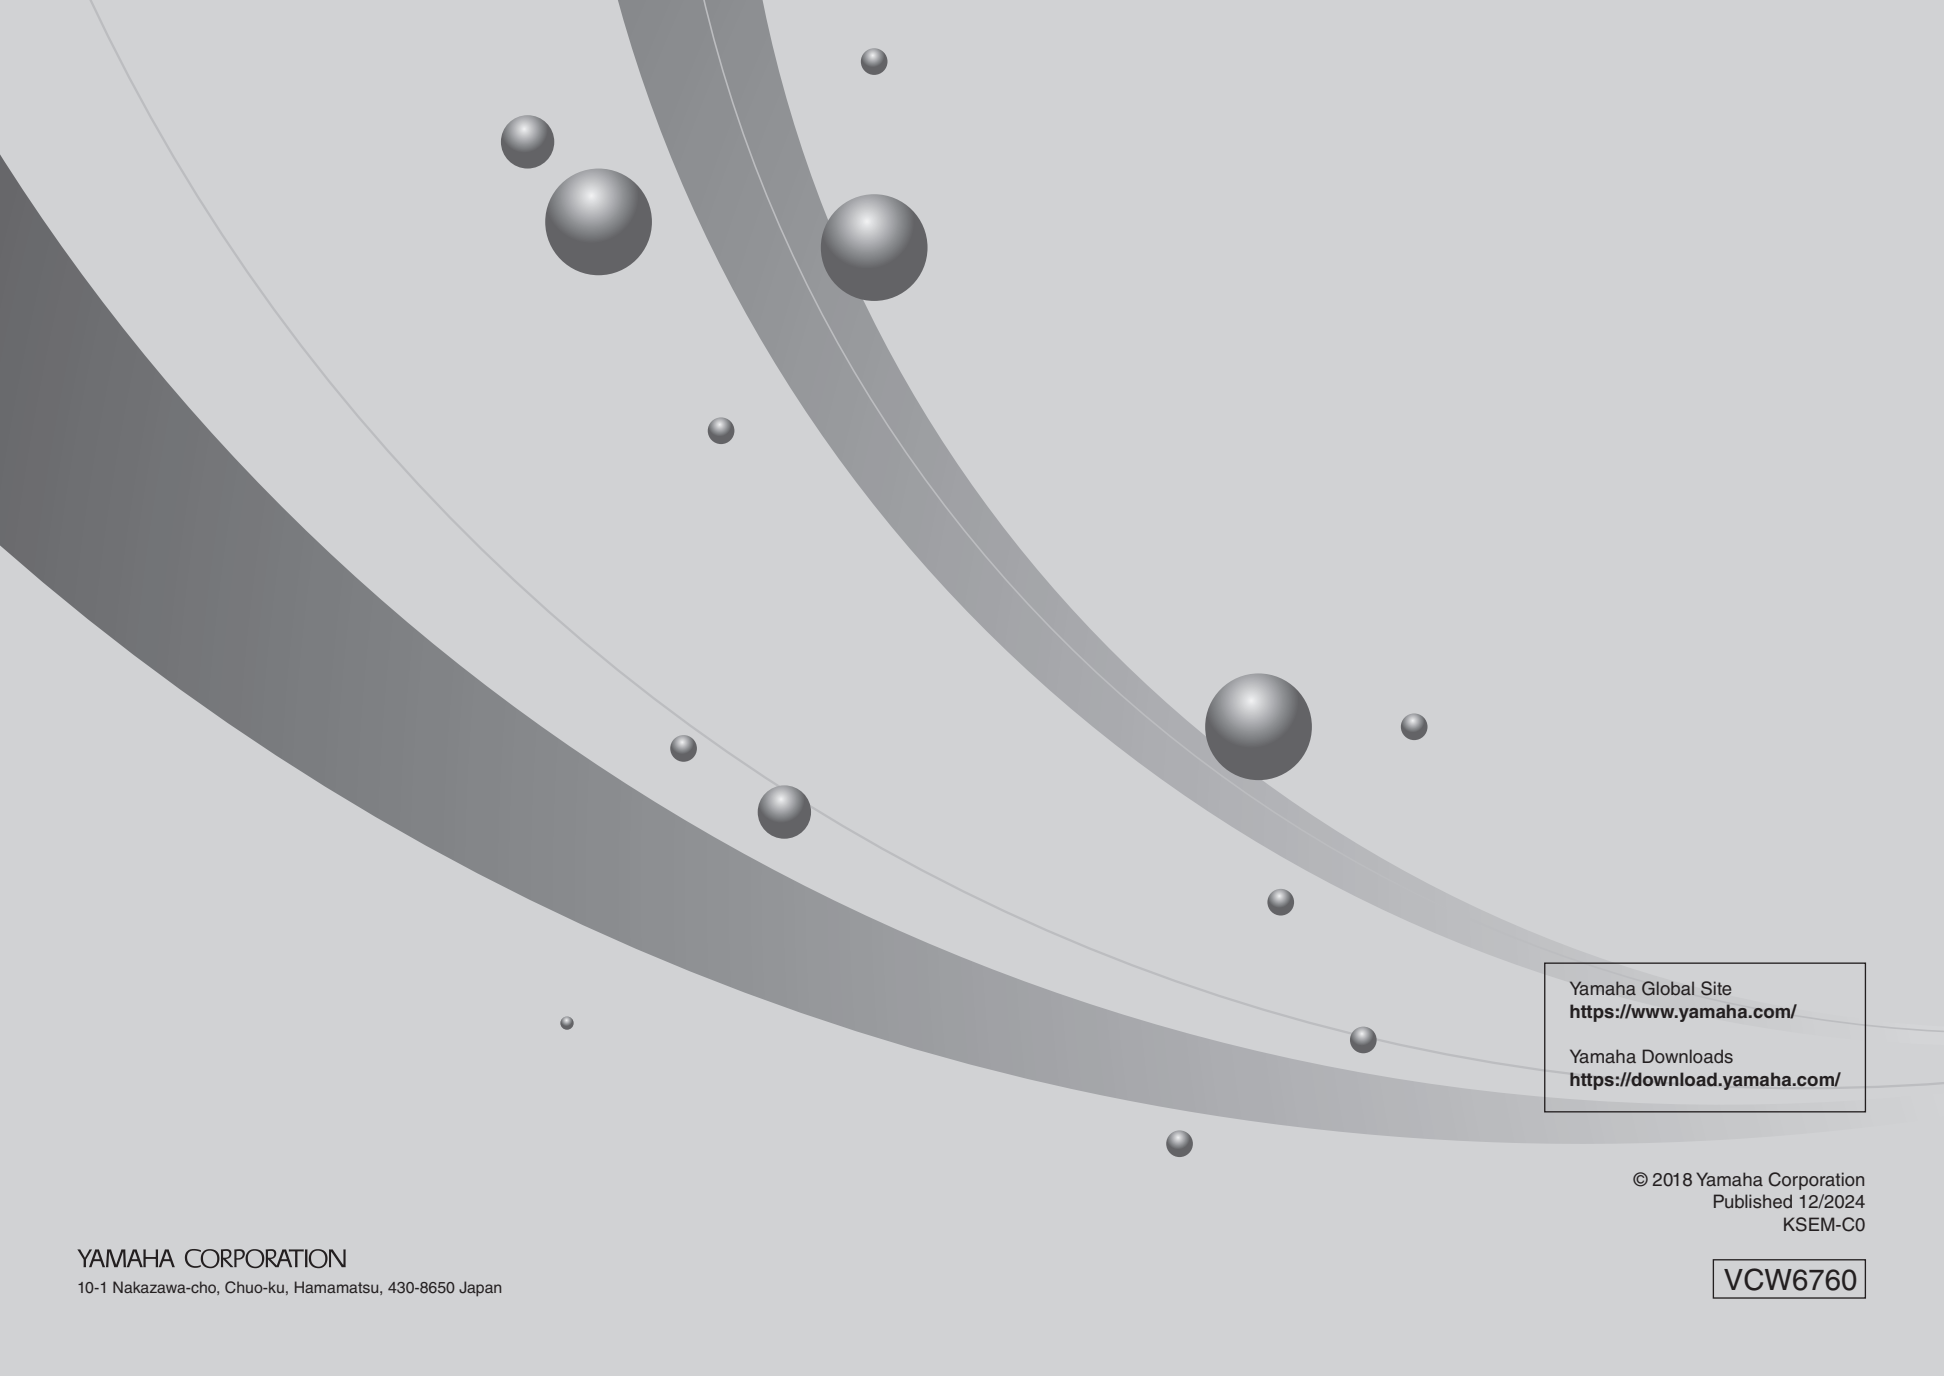 Yamaha Global Site
https://www.yamaha.com/
Yamaha Downloads
https://download.yamaha.com/
© 2018 Yamaha Corporation
Published 12/2024
KSEM-C0
YAMAHA CORPORATION
10-1 Nakazawa-cho, Chuo-ku, Hamamatsu, 430-8650 Japan
VCW6760